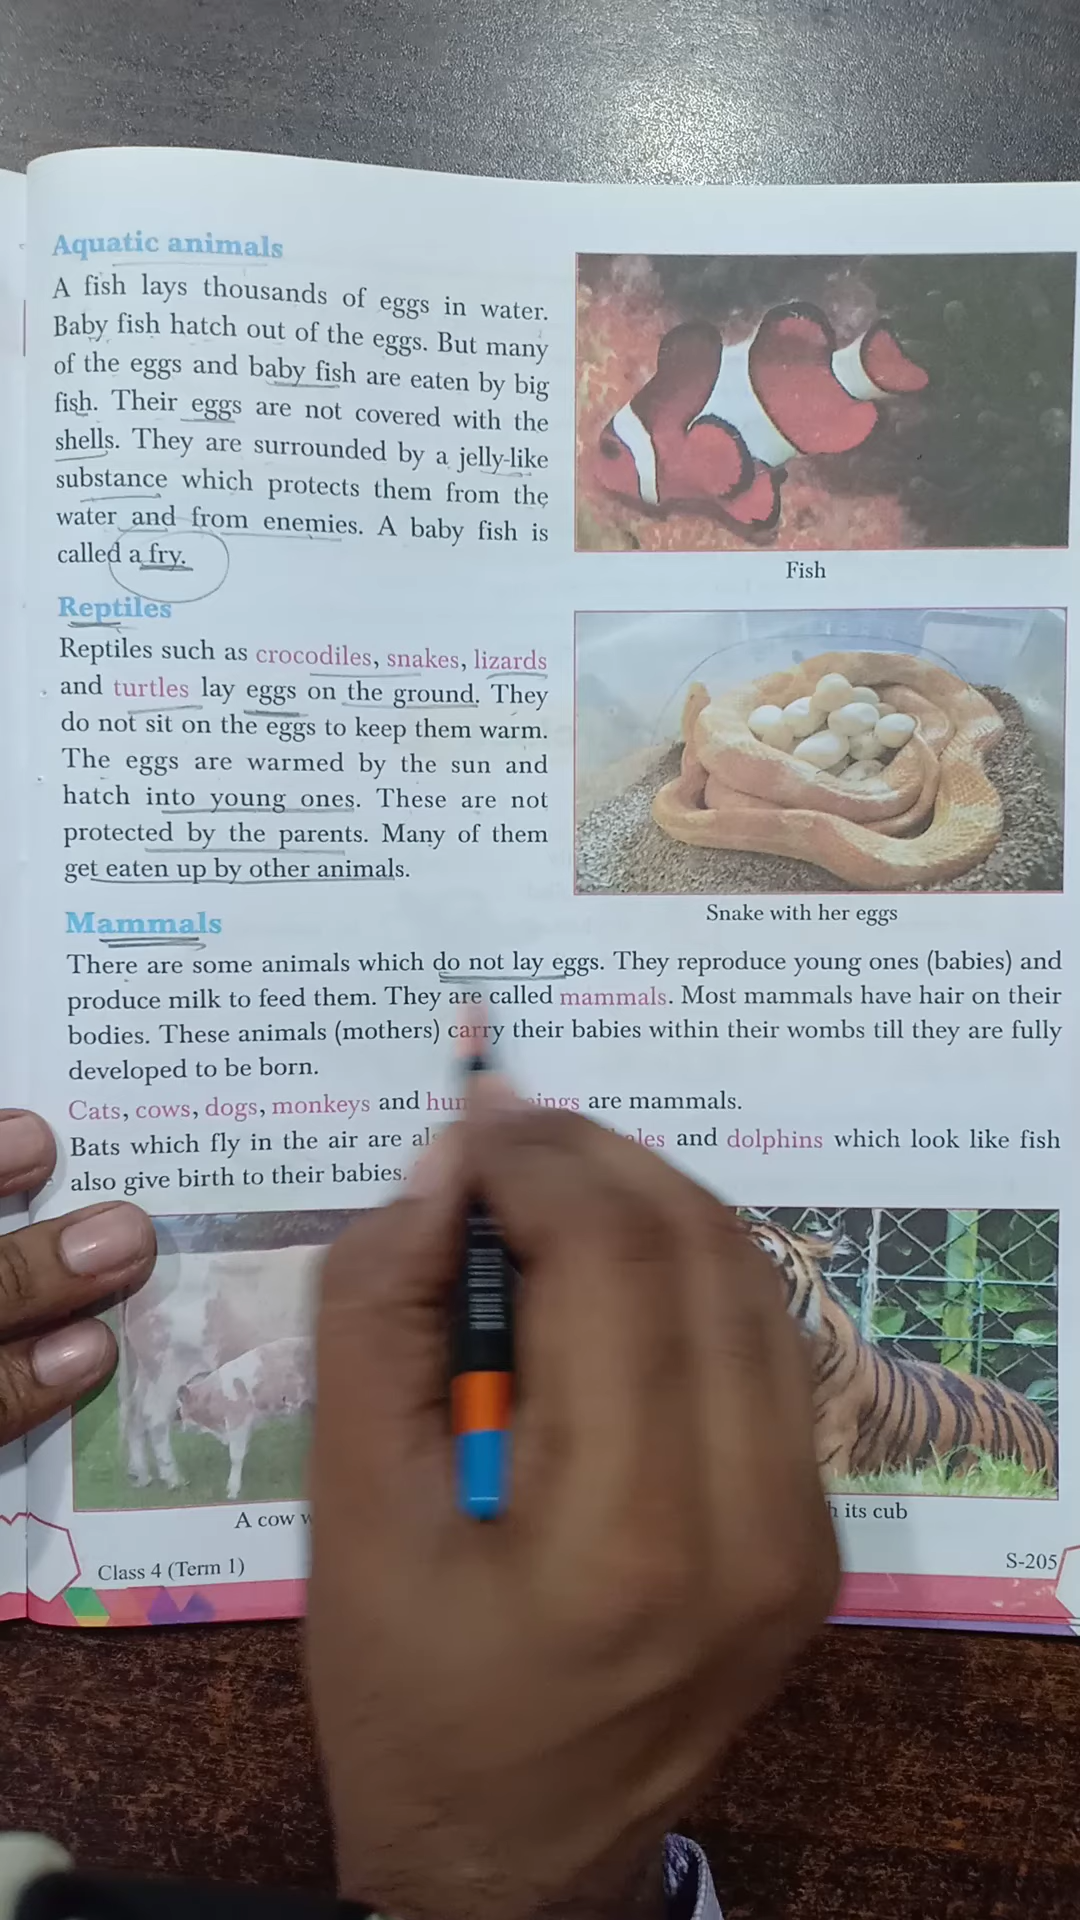 Aquatic animals
A fish lays thousands of eggs in water.
Baby fish hatch out of the eggs. But many
of the eggs and baby fish are eaten by big
fish. Their eggs are not covered with the
shells. They are surrounded by a jelly-like
substance which protects them from the
water and from enemies. A baby fish is
called a fry.
Fish
Reptiles
Reptiles such as crocodiles, snakes, lizards
and turtles lay eggs on the ground. They
do not sit on the eggs to keep them warm.
The eggs are warmed by the sun and
hatch into young ones. These are not
protected by the parents. Many of them
get eaten up by other animals.
Snake with her eggs
Mammals
There are some animals which do not lay eggs. They reproduce young ones (babies) and
produce milk to feed them. They are called mammals. Most mammals have hair on their
bodies. These animals (mothers) carry their babies within their wombs till they are fully
developed to be born.
Cats, cows, dogs, monkeys and are mammals.
Bats which fly in the air are and dolphins which look like fish
also give birth to their babies.
A cow
its cub
Class 4 (Term 1)
S-205